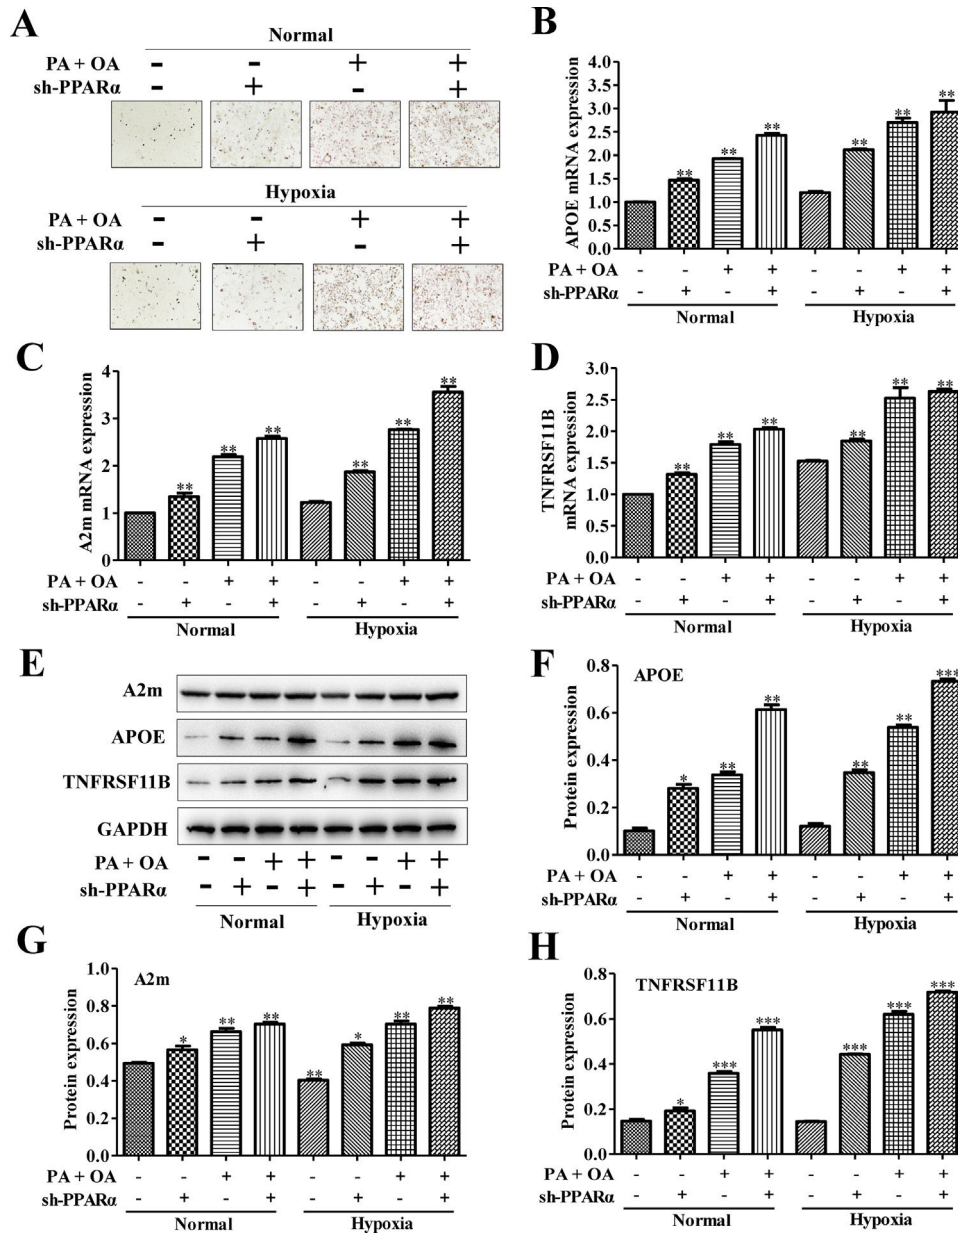 A
Normal
PA + OA - - + +
sh-PPARα - + - +
Hypoxia
PA + OA - - + +
sh-PPARα - + - +
B
APOE mRNA expression
4.0
3.5
3.0
2.5
2.0
1.5
1.0
0.5
0.0
** ** ** ** ** **
PA + OA - - + + - - + +
sh-PPARα - + - + - + - +
Normal Hypoxia
C
A2m mRNA expression
4
3
2
1
0
** ** ** ** ** **
PA + OA - - + + - - + +
sh-PPARα - + - + - + - +
Normal Hypoxia
D
TNFRSF11B
mRNA expression
3.0
2.5
2.0
1.5
1.0
0.5
0.0
** ** ** ** ** **
PA + OA - - + + - - + +
sh-PPARα - + - + - + - +
Normal Hypoxia
E
A2m
APOE
TNFRSF11B
GAPDH
PA + OA - - + + - - + +
sh-PPARα - + - + - + - +
Normal Hypoxia
F
APOE
Protein expression
0.8
0.6
0.4
0.2
0.0
* ** ** ** ** ***
PA + OA - - + + - - + +
sh-PPARα - + - + - + - +
Normal Hypoxia
G
A2m
Protein expression
1.0
0.8
0.6
0.4
0.2
0.0
* ** ** ** * ** **
PA + OA - - + + - - + +
sh-PPARα - + - + - + - +
Normal Hypoxia
H
TNFRSF11B
Protein expression
0.8
0.6
0.4
0.2
0.0
* *** *** *** *** ***
PA + OA - - + + - - + +
sh-PPARα - + - + - + - +
Normal Hypoxia